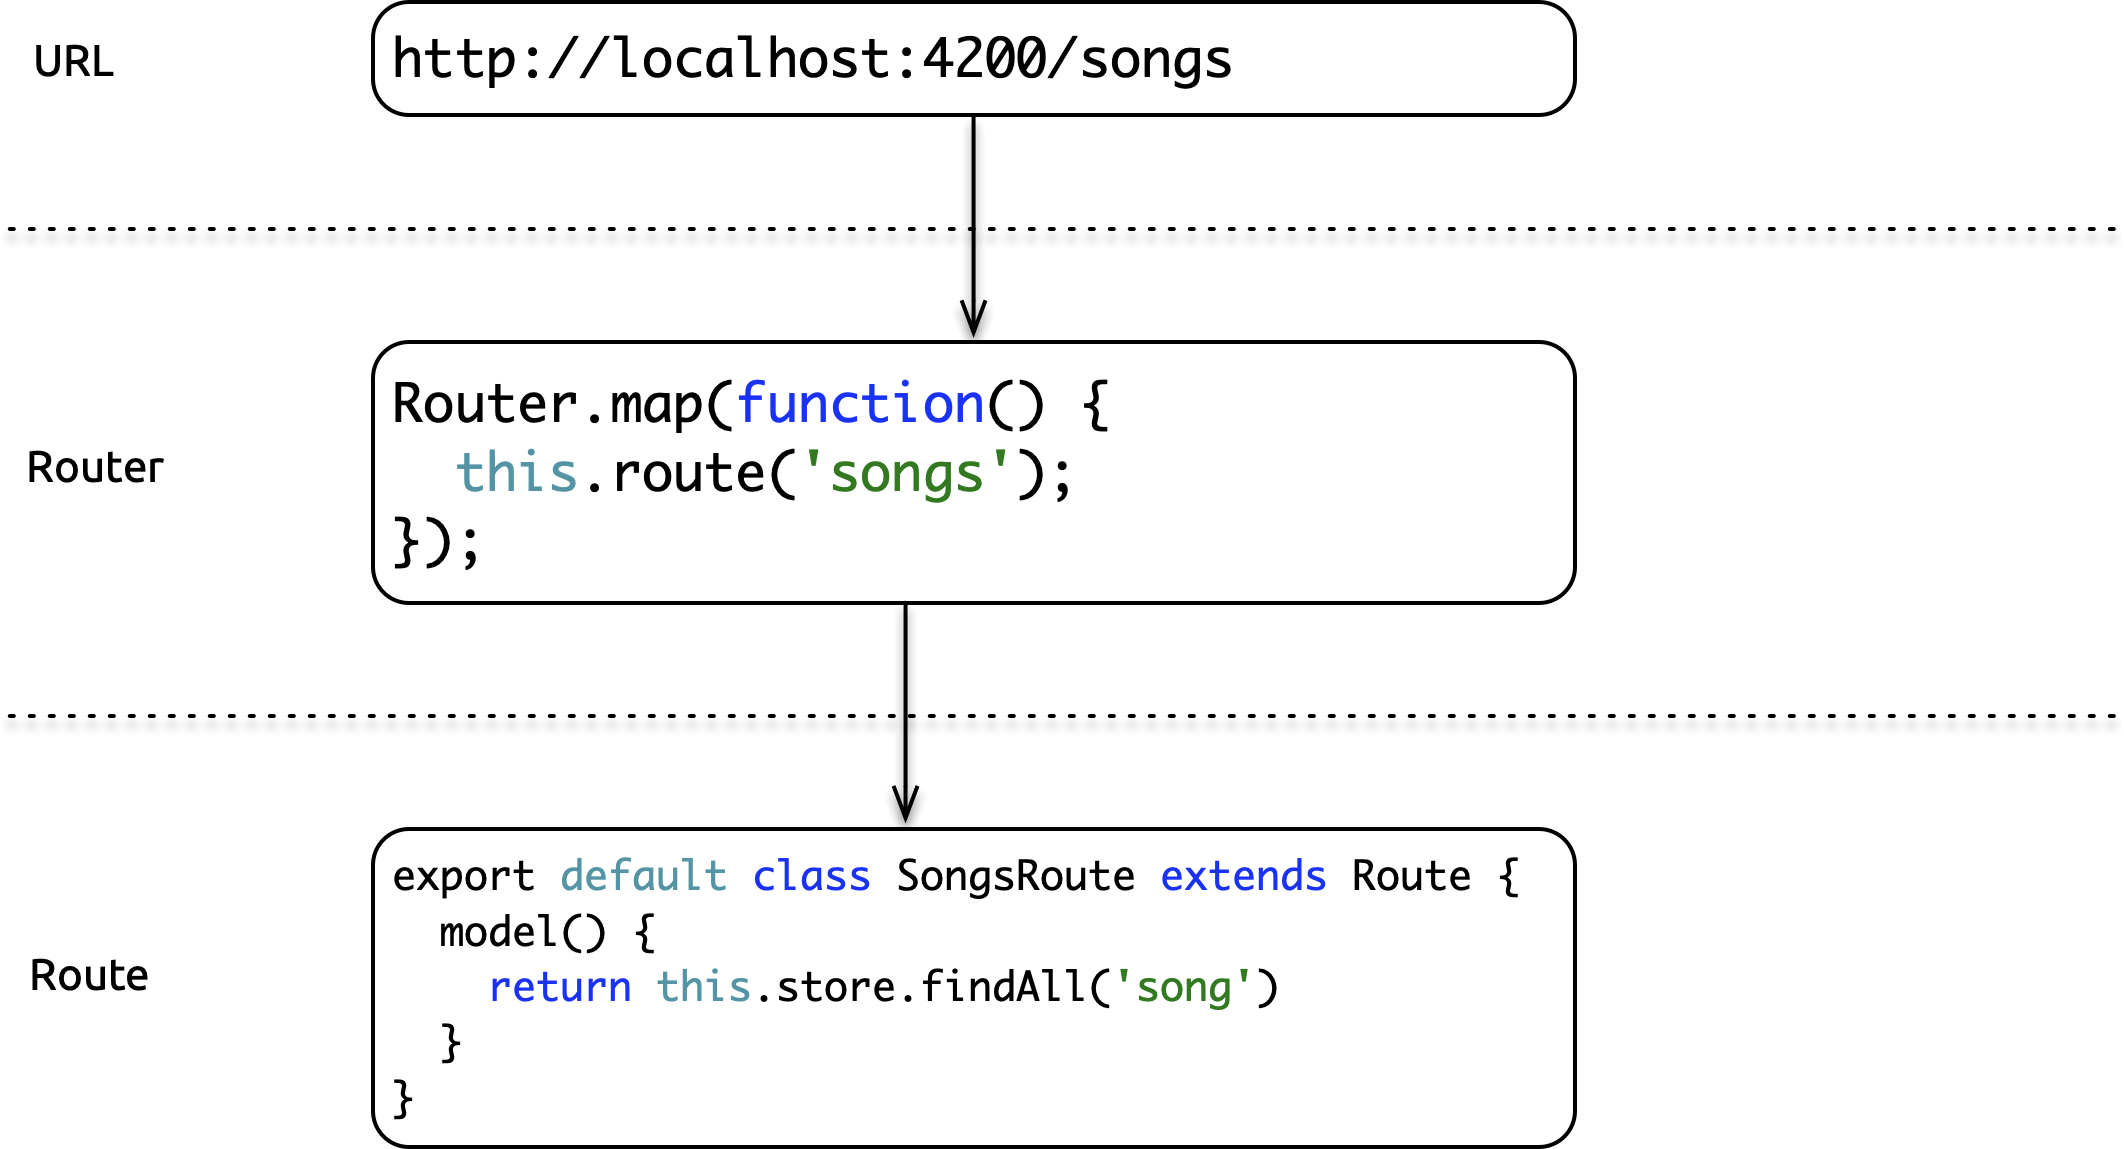 URL
http://localhost:4200/songs
Router
Router.map(function() {
  this.route('songs');
});
Route
export default class SongsRoute extends Route {
  model() {
    return this.store.findAll('song')
  }
}